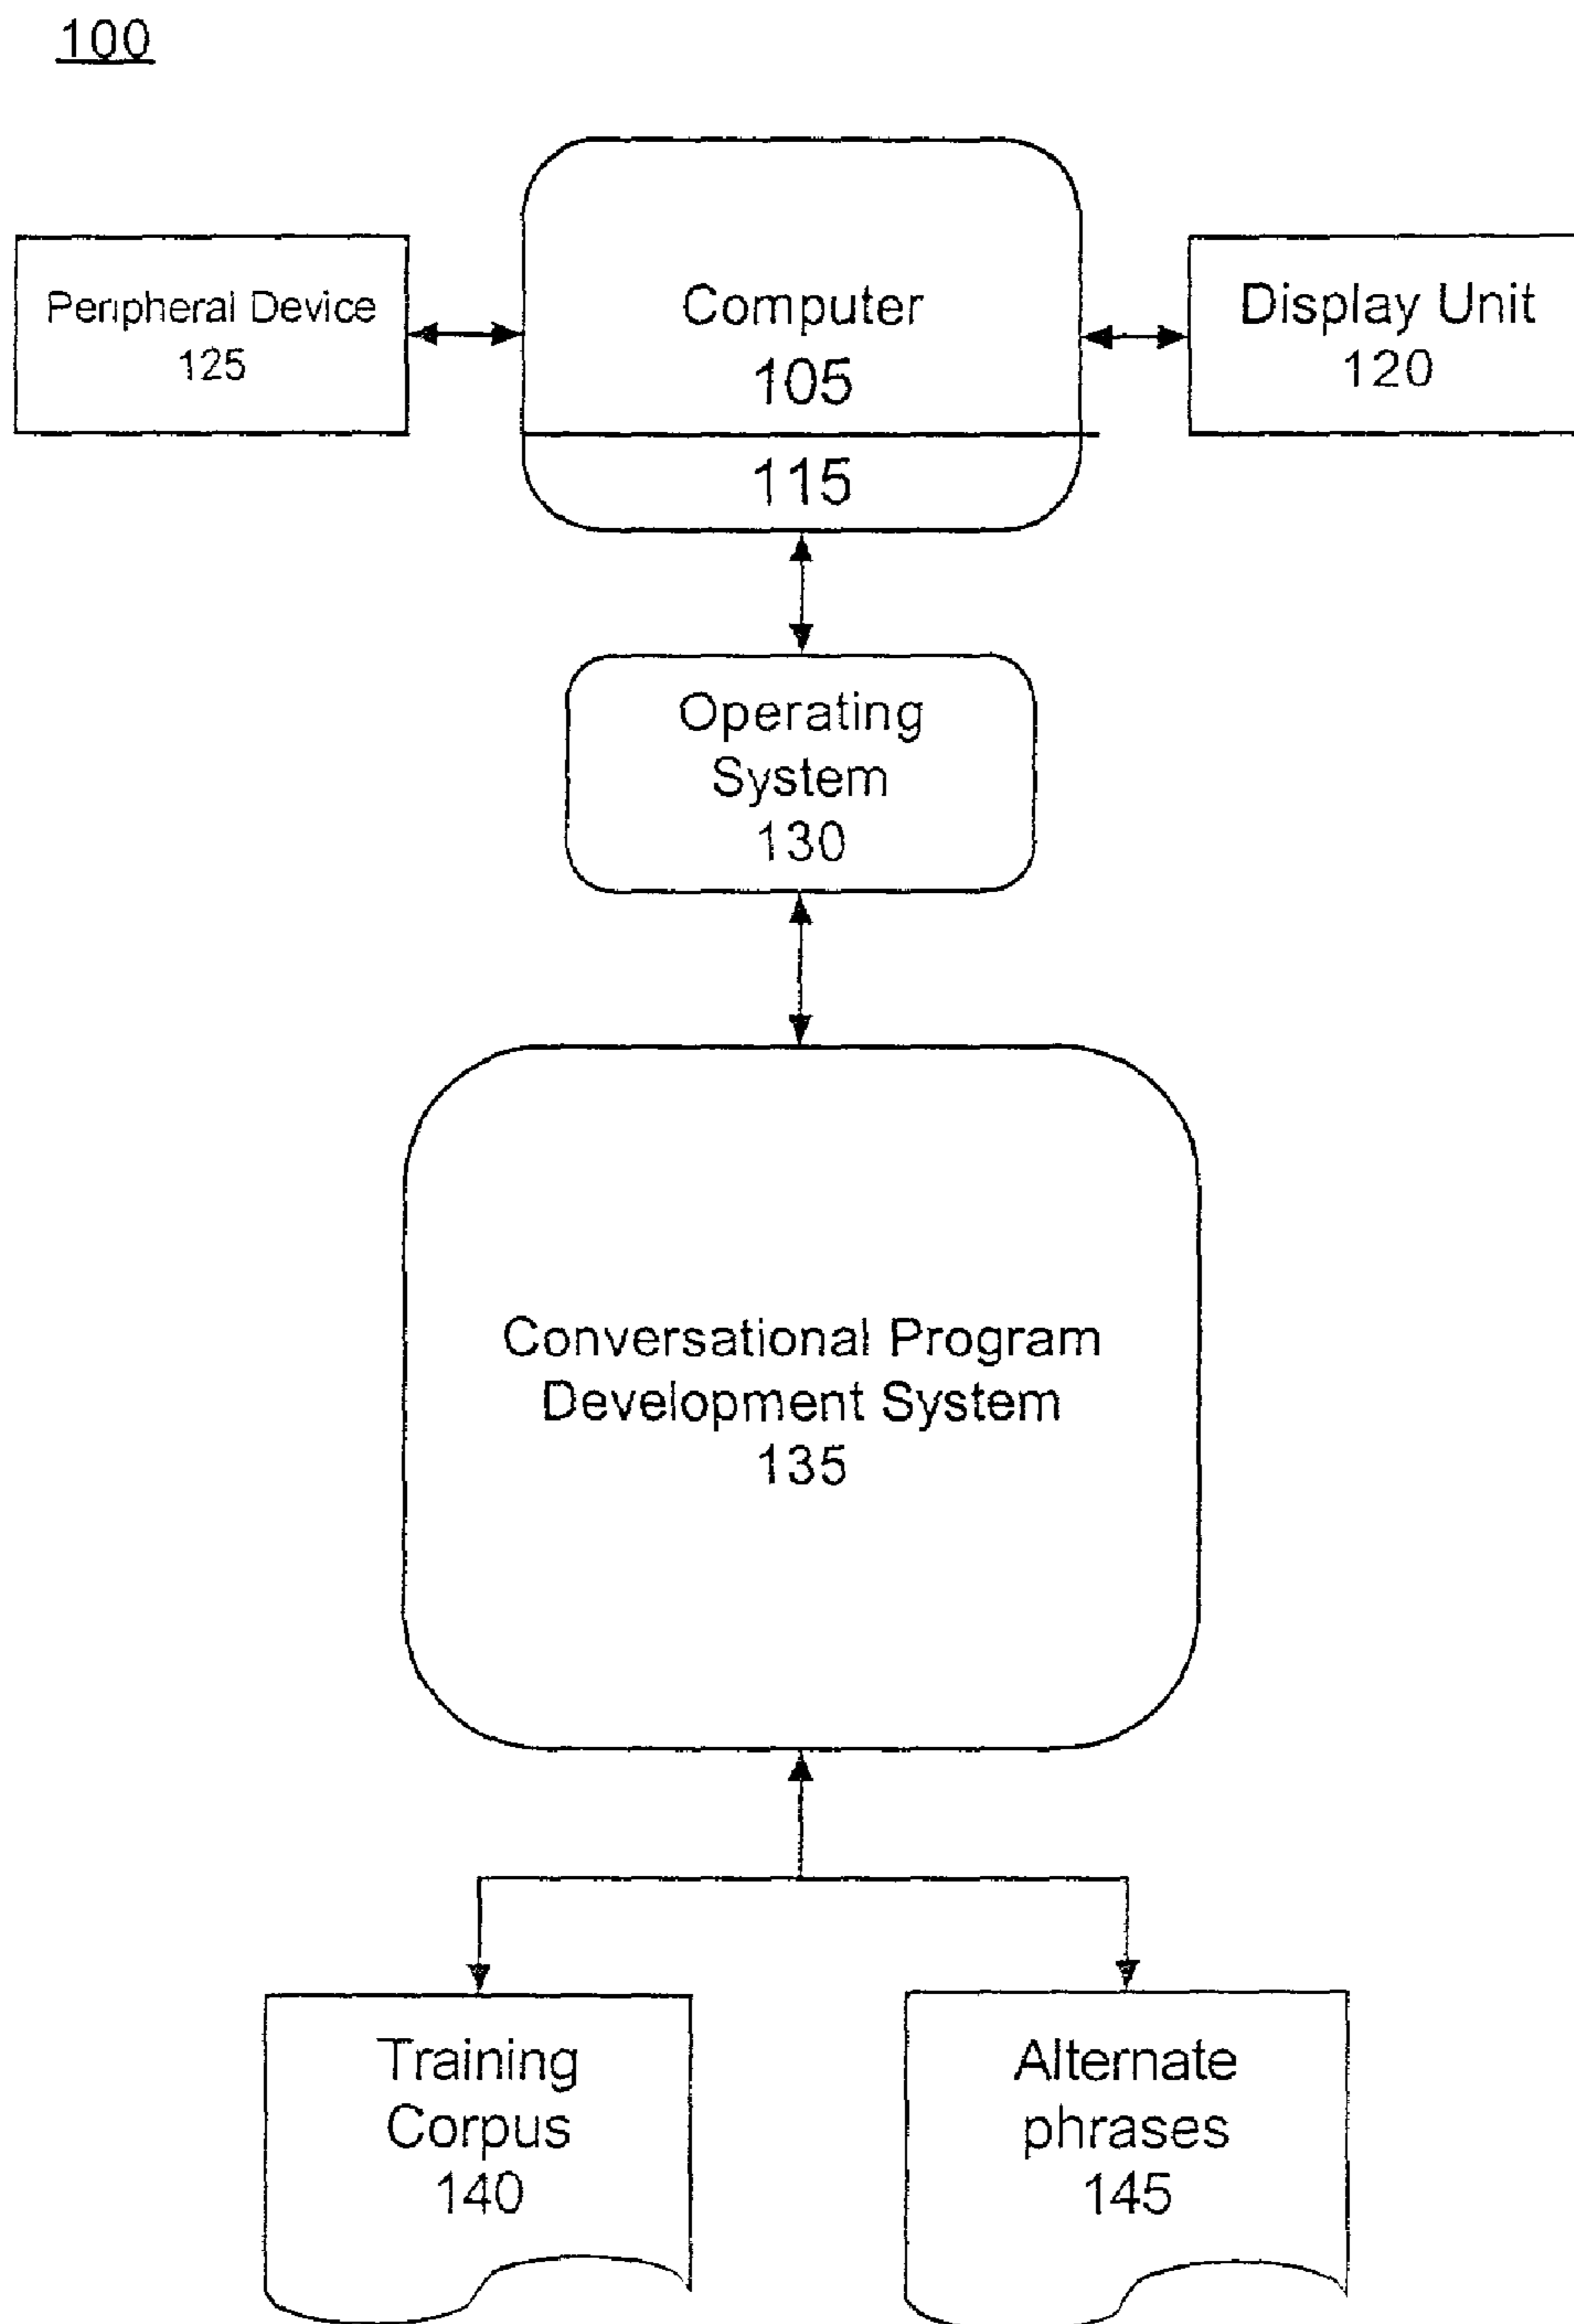 100
Peripheral Device
125
Computer
105
115
Display Unit
120
Operating
System
130
Conversational Program
Development System
135
Training
Corpus
140
Alternate
phrases
145